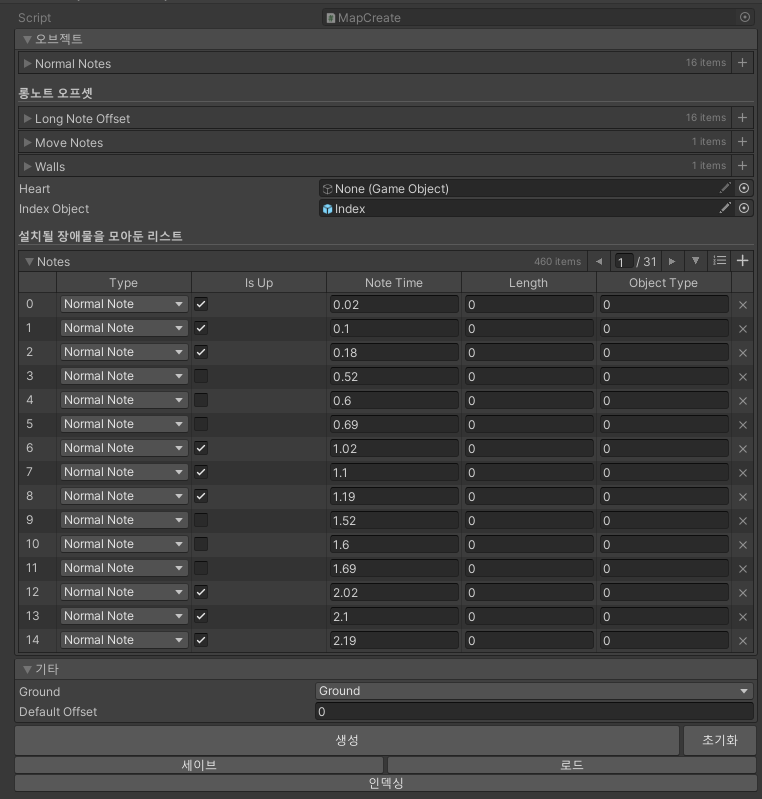 Script MapCreate
오브젝트
Normal Notes 16 items
롱노트 오프셋
Long Note Offset 16 items
Move Notes 1 items
Walls 1 items
Heart None (Game Object)
Index Object Index
설치될 장애물을 모아둔 리스트
Notes 460 items 1 / 31
Type Is Up Note Time Length Object Type
0 Normal Note 0.02 0 0
1 Normal Note 0.1 0 0
2 Normal Note 0.18 0 0
3 Normal Note 0.52 0 0
4 Normal Note 0.6 0 0
5 Normal Note 0.69 0 0
6 Normal Note 1.02 0 0
7 Normal Note 1.1 0 0
8 Normal Note 1.19 0 0
9 Normal Note 1.52 0 0
10 Normal Note 1.6 0 0
11 Normal Note 1.69 0 0
12 Normal Note 2.02 0 0
13 Normal Note 2.1 0 0
14 Normal Note 2.19 0 0
기타
Ground Ground
Default Offset 0
생성 초기화
세이브 로드
인덱싱